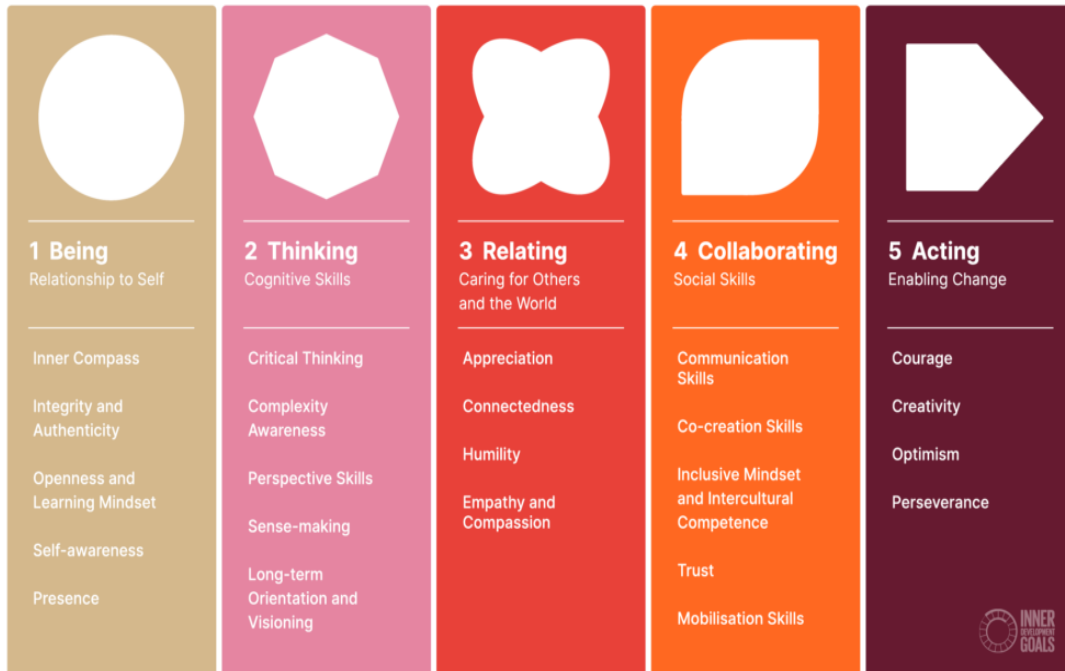 1 Being
Relationship to Self
Inner Compass
Integrity and
Authenticity
Openness and
Learning Mindset
Self-awareness
Presence
2 Thinking
Cognitive Skills
Critical Thinking
Complexity
Awareness
Perspective Skills
Sense-making
Long-term
Orientation and
Visioning
3 Relating
Caring for Others
and the World
Appreciation
Connectedness
Humility
Empathy and
Compassion
4 Collaborating
Social Skills
Communication
Skills
Co-creation Skills
Inclusive Mindset
and Intercultural
Competence
Trust
Mobilisation Skills
5 Acting
Enabling Change
Courage
Creativity
Optimism
Perseverance
INNER
DEVELOPMENT
GOALS